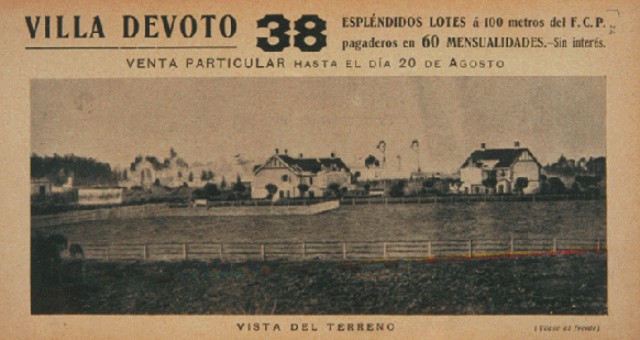 VILLA DEVOTO 38 ESPLÉNDIDOS LOTES á 100 metros del F. C. P.
pagaderos en 60 MENSUALIDADES.–Sin interés.
VENTA PARTICULAR HASTA EL DÍA 20 DE AGOSTO
VISTA DEL TERRENO